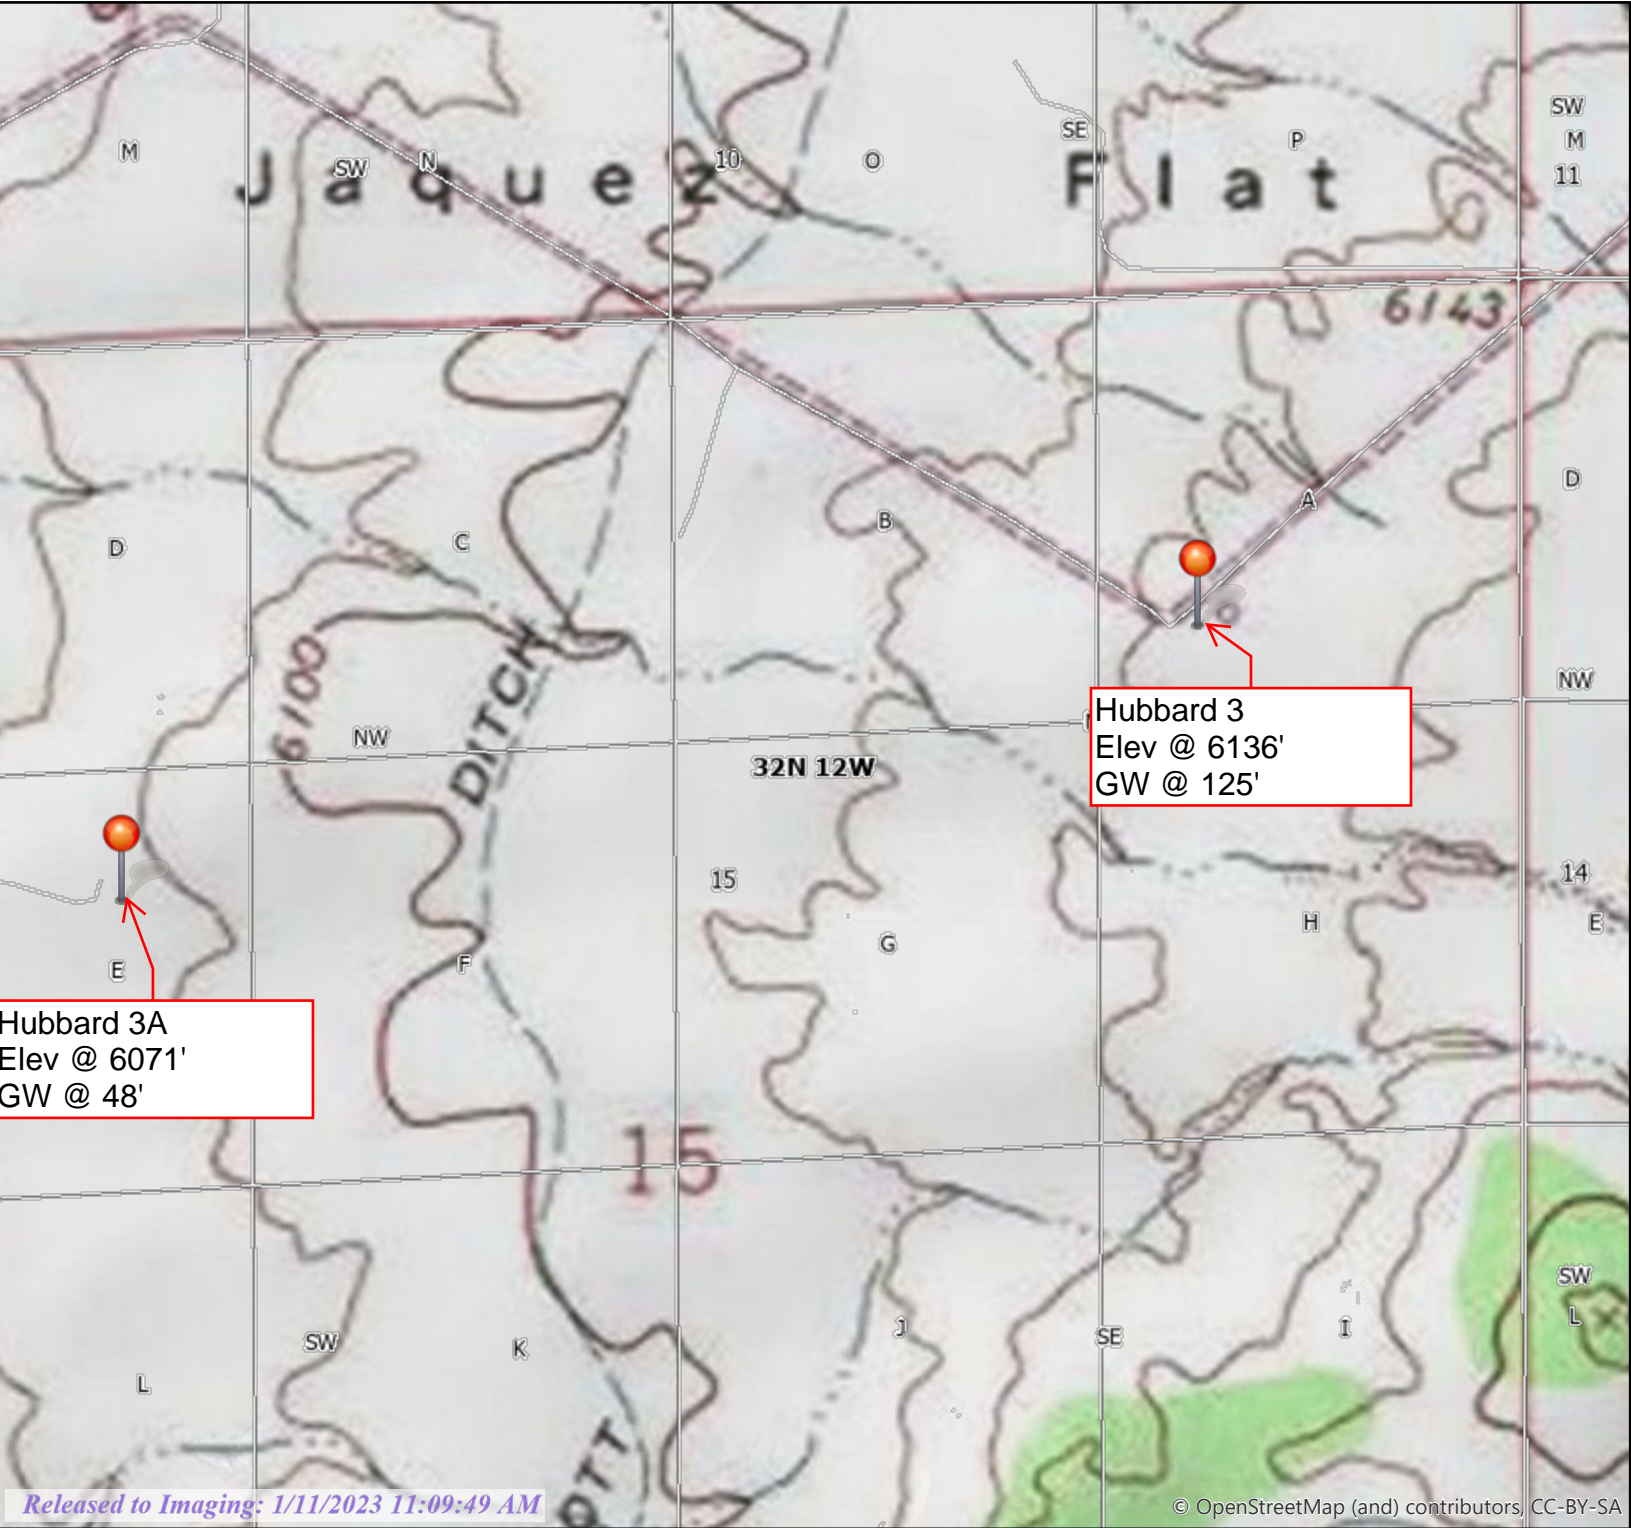 M
SW
N
10
O
SE
P
SW
M
11
Jaquez Flat
6143
D
C
B
A
D
6100
DITCH
NW
NW
32N 12W
Hubbard 3
Elev @ 6136'
GW @ 125'
15
14
E
F
G
H
E
Hubbard 3A
Elev @ 6071'
GW @ 48'
15
SW
L
SW
K
J
SE
I
L
Released to Imaging: 1/11/2023 11:09:49 AM
© OpenStreetMap (and) contributors, CC-BY-SA